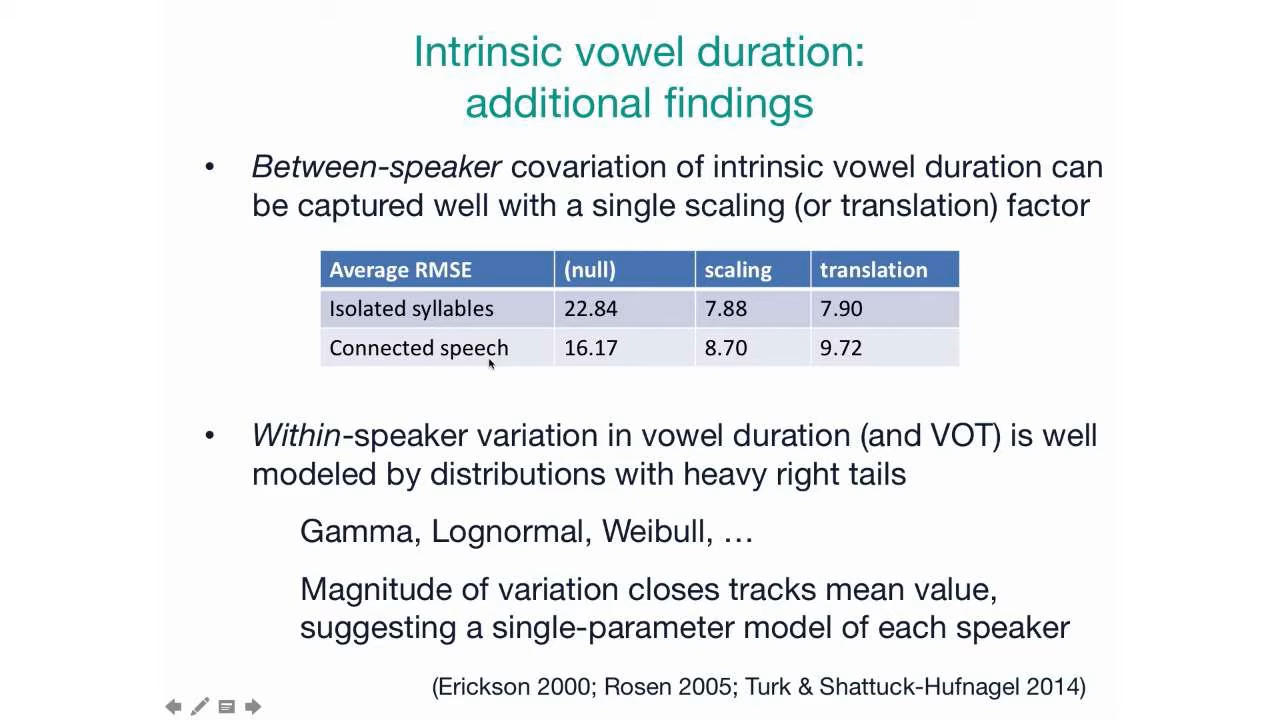 Intrinsic vowel duration:
additional findings
• Between-speaker covariation of intrinsic vowel duration can
be captured well with a single scaling (or translation) factor
Average RMSE (null) scaling translation
Isolated syllables 22.84 7.88 7.90
Connected speech 16.17 8.70 9.72
• Within-speaker variation in vowel duration (and VOT) is well
modeled by distributions with heavy right tails
Gamma, Lognormal, Weibull, …
Magnitude of variation closes tracks mean value,
suggesting a single-parameter model of each speaker
(Erickson 2000; Rosen 2005; Turk & Shattuck-Hufnagel 2014)